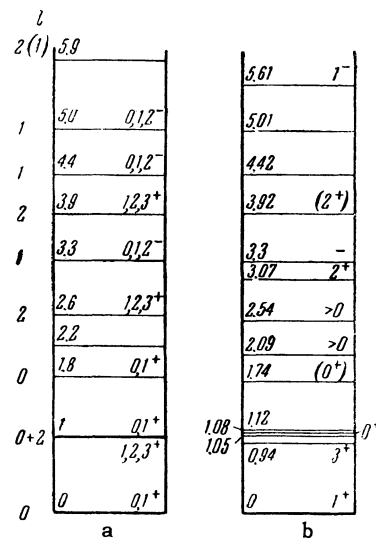 l
2(1) 5.9
5.61 1⁻
1 5.0 0,1,2⁻
5.01
1 4.4 0,1,2⁻
4.42
2 3.9 1,2,3⁺
3.92 (2⁺)
1 3.3 0,1,2⁻
3.3 –
3.07 2⁺
2 2.6 1,2,3⁺
2.54 >0
2.2
2.09 >0
0 1.8 0,1⁺
1.74 (0⁺)
0+2 1 0,1⁺
1,2,3⁺
1.12
1.08 0⁺
1.05
0.94 3⁺
0 0 0,1⁺
0 1⁺
a b